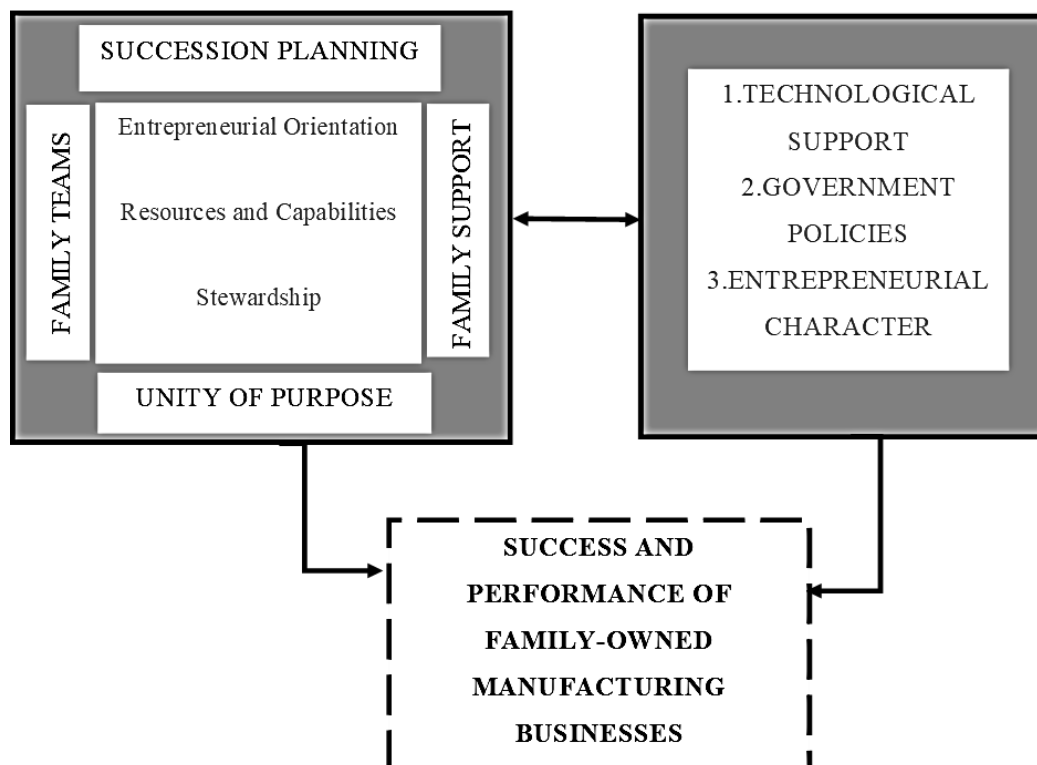 SUCCESSION PLANNING
FAMILY TEAMS
Entrepreneurial Orientation
Resources and Capabilities
Stewardship
FAMILY SUPPORT
UNITY OF PURPOSE
1.TECHNOLOGICAL
SUPPORT
2.GOVERNMENT
POLICIES
3.ENTREPRENEURIAL
CHARACTER
SUCCESS AND
PERFORMANCE OF
FAMILY-OWNED
MANUFACTURING
BUSINESSES